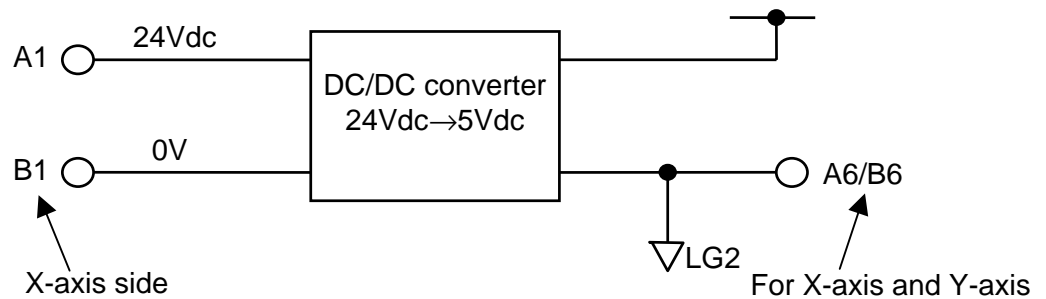 A1
24Vdc
DC/DC converter
24Vdc→5Vdc
B1
0V
A6/B6
LG2
X-axis side
For X-axis and Y-axis